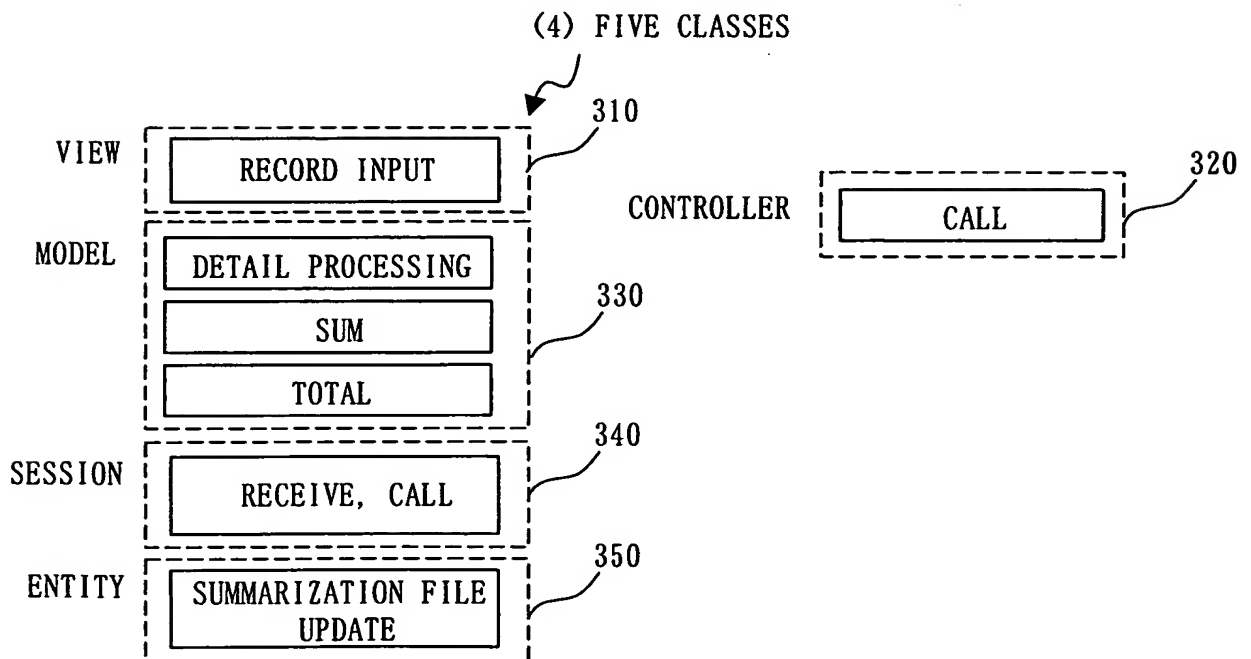 (4) FIVE CLASSES
310
VIEW
RECORD INPUT
320
CONTROLLER
CALL
MODEL
DETAIL PROCESSING
330
SUM
TOTAL
340
SESSION
RECEIVE, CALL
350
ENTITY
SUMMARIZATION FILE
UPDATE